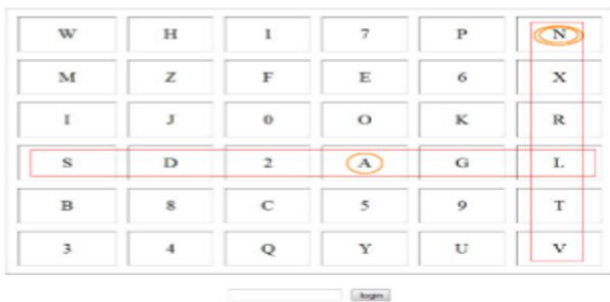 W H 1 7 P N
M Z F E 6 X
I J 0 O K R
S D 2 A G L
B 8 C 5 9 T
3 4 Q Y U V
login